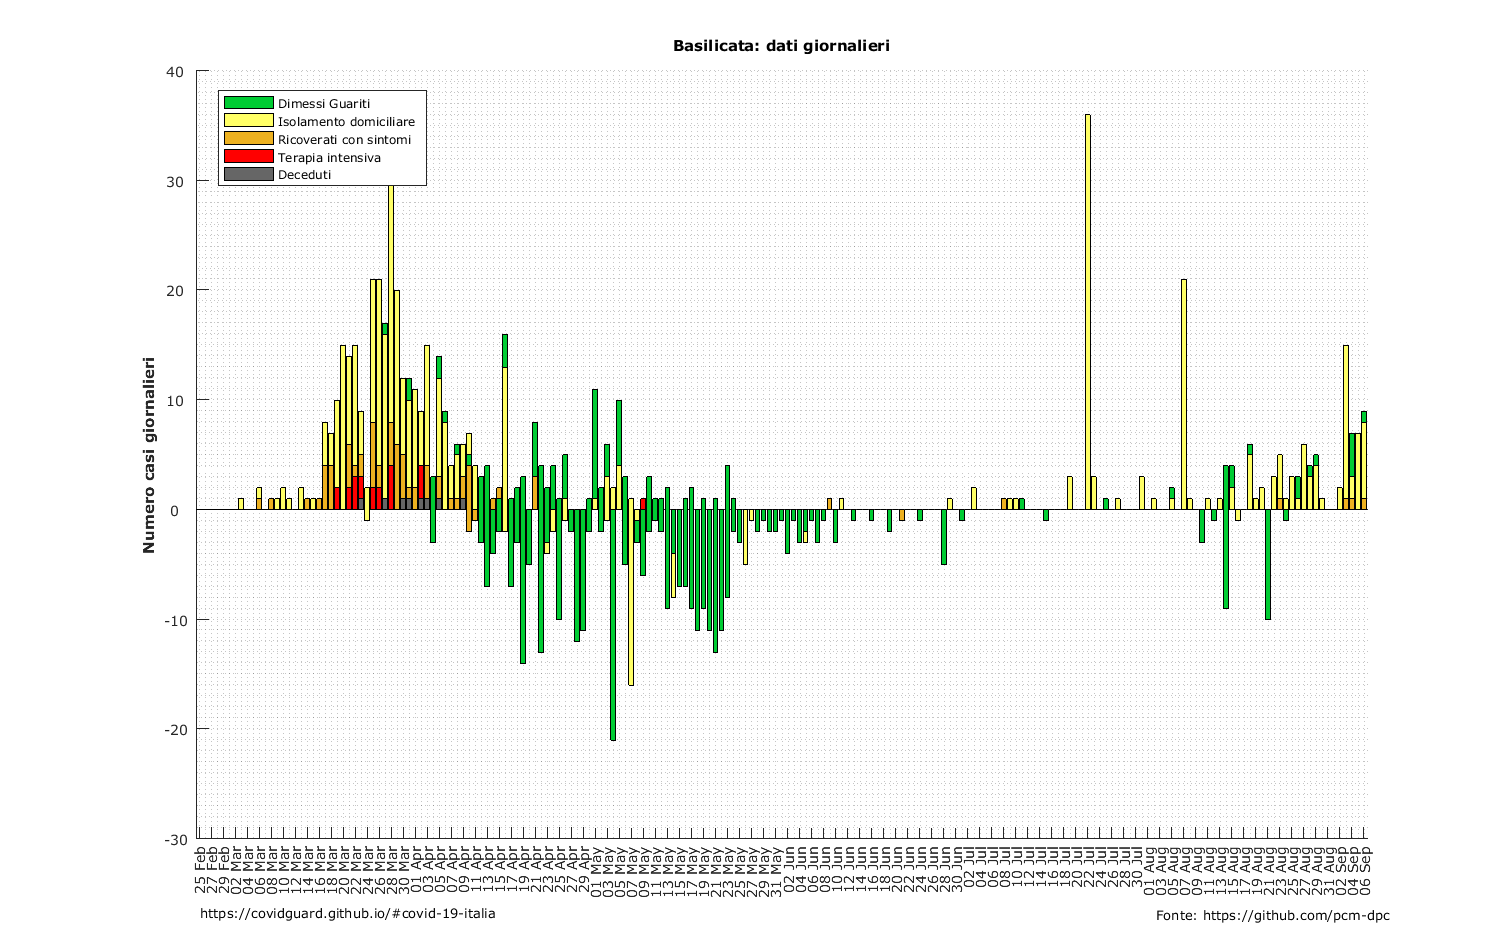 Basilicata: dati giornalieri
40
30
20
10
0
-10
-20
-30
Numero casi giornalieri
Dimessi Guariti
Isolamento domiciliare
Ricoverati con sintomi
Terapia intensiva
Deceduti
25 Feb
27 Feb
29 Feb
02 Mar
04 Mar
06 Mar
08 Mar
10 Mar
12 Mar
14 Mar
16 Mar
18 Mar
20 Mar
22 Mar
24 Mar
26 Mar
28 Mar
30 Mar
01 Apr
03 Apr
05 Apr
07 Apr
09 Apr
11 Apr
13 Apr
15 Apr
17 Apr
19 Apr
21 Apr
23 Apr
25 Apr
27 Apr
29 Apr
01 May
03 May
05 May
07 May
09 May
11 May
13 May
15 May
17 May
19 May
21 May
23 May
25 May
27 May
29 May
31 May
02 Jun
04 Jun
06 Jun
08 Jun
10 Jun
12 Jun
14 Jun
16 Jun
18 Jun
20 Jun
22 Jun
24 Jun
26 Jun
28 Jun
30 Jun
02 Jul
04 Jul
06 Jul
08 Jul
10 Jul
12 Jul
14 Jul
16 Jul
18 Jul
20 Jul
22 Jul
24 Jul
26 Jul
28 Jul
30 Jul
01 Aug
03 Aug
05 Aug
07 Aug
09 Aug
11 Aug
13 Aug
15 Aug
17 Aug
19 Aug
21 Aug
23 Aug
25 Aug
27 Aug
29 Aug
31 Aug
02 Sep
04 Sep
06 Sep
https://covidguard.github.io/#covid-19-italia
Fonte: https://github.com/pcm-dpc